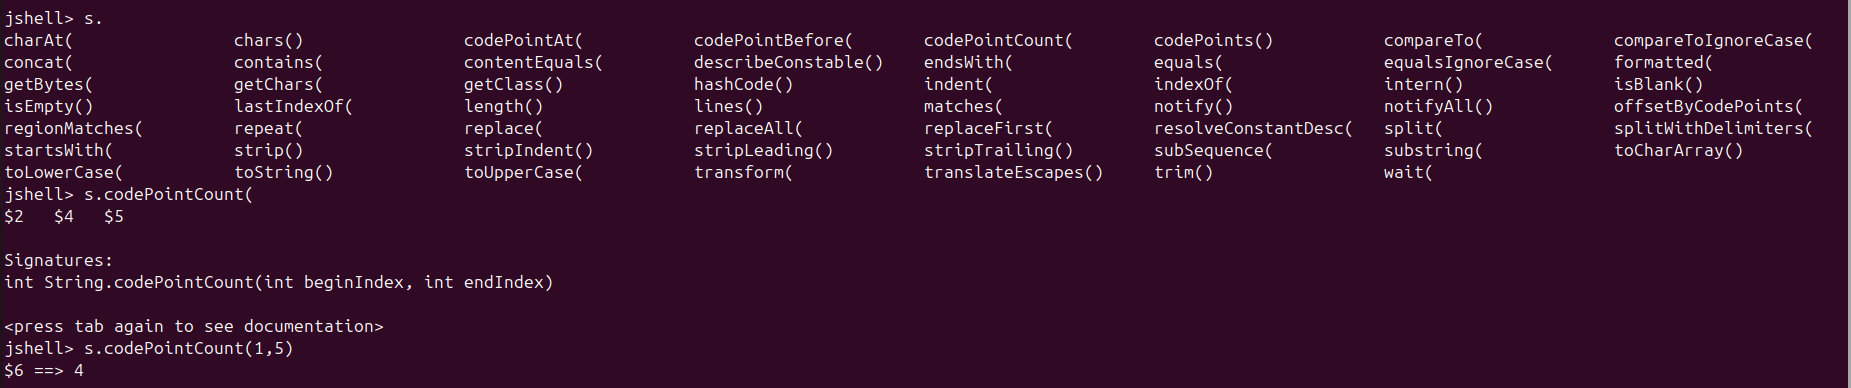 jshell> s.
charAt( chars() codePointAt( codePointBefore( codePointCount( codePoints() compareTo( compareToIgnoreCase(
concat( contains( contentEquals( describeConstable() endsWith( equals( equalsIgnoreCase( formatted(
getBytes( getChars( getClass() hashCode() indent( indexOf( intern() isBlank()
isEmpty() lastIndexOf( length() lines() matches( notify() notifyAll() offsetByCodePoints(
regionMatches( repeat( replace( replaceAll( replaceFirst( resolveConstantDesc( split( splitWithDelimiters(
startsWith( strip() stripIndent() stripLeading() stripTrailing() subSequence( substring( toCharArray()
toLowerCase( toString() toUpperCase( transform( translateEscapes() trim() wait(
jshell> s.codePointCount(
$2 $4 $5
Signatures:
int String.codePointCount(int beginIndex, int endIndex)
<press tab again to see documentation>
jshell> s.codePointCount(1,5)
$6 ==> 4